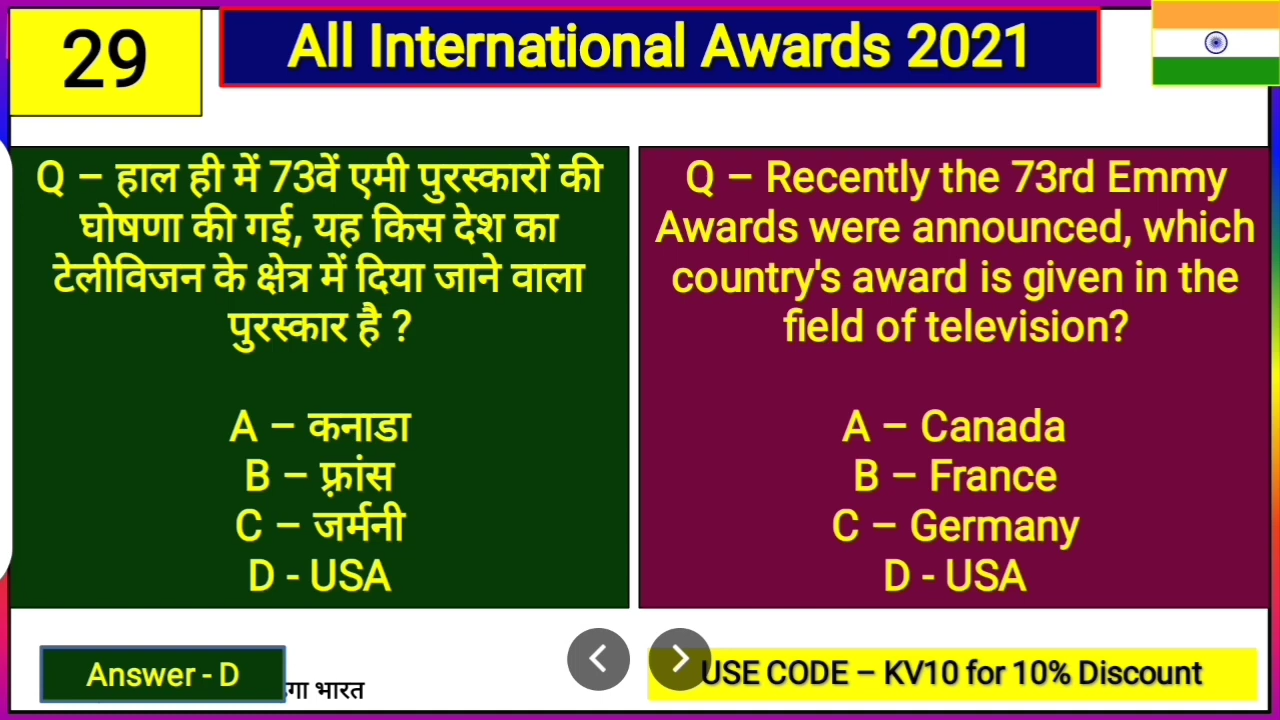 29
All International Awards 2021
Q – हाल ही में 73वें एमी पुरस्कारों की
घोषणा की गई, यह किस देश का
टेलीविजन के क्षेत्र में दिया जाने वाला
पुरस्कार है ?
A – कनाडा
B – फ़्रांस
C – जर्मनी
D - USA
Q – Recently the 73rd Emmy
Awards were announced, which
country's award is given in the
field of television?
A – Canada
B – France
C – Germany
D - USA
Answer - D
भारत
USE CODE – KV10 for 10% Discount